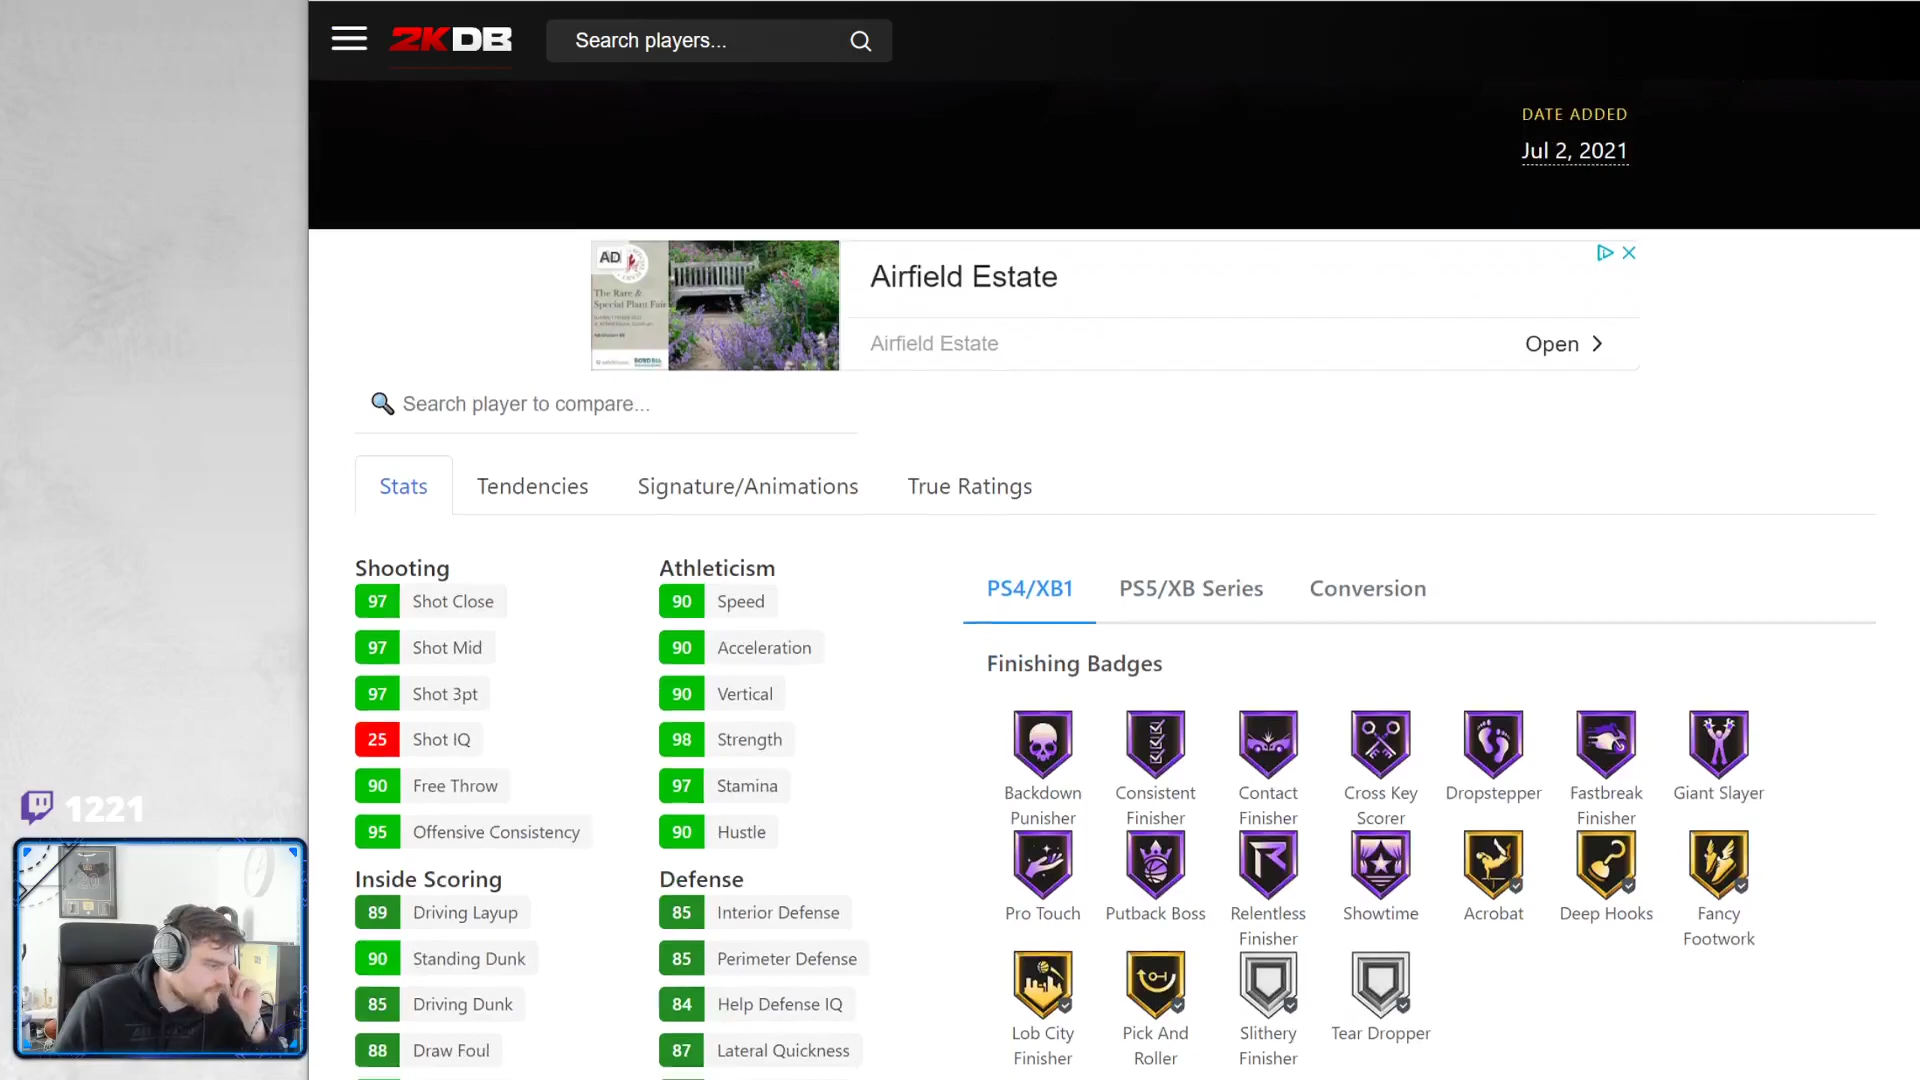 2KDB
Search players...
DATE ADDED
Jul 2, 2021
AD
The Rare &
Special Plant Fair
Airfield Estate
Airfield Estate
Open
Search player to compare...
Stats
Tendencies
Signature/Animations
True Ratings
Shooting
97 Shot Close
97 Shot Mid
97 Shot 3pt
25 Shot IQ
90 Free Throw
95 Offensive Consistency
Inside Scoring
89 Driving Layup
90 Standing Dunk
85 Driving Dunk
88 Draw Foul
Athleticism
90 Speed
90 Acceleration
90 Vertical
98 Strength
97 Stamina
90 Hustle
Defense
85 Interior Defense
85 Perimeter Defense
84 Help Defense IQ
87 Lateral Quickness
PS4/XB1
PS5/XB Series
Conversion
Finishing Badges
Backdown
Punisher
Consistent
Finisher
Contact
Finisher
Cross Key
Scorer
Dropstepper
Fastbreak
Finisher
Giant Slayer
Pro Touch
Putback Boss
Relentless
Finisher
Showtime
Acrobat
Deep Hooks
Fancy
Footwork
Lob City
Finisher
Pick And
Roller
Slithery
Finisher
Tear Dropper
1221